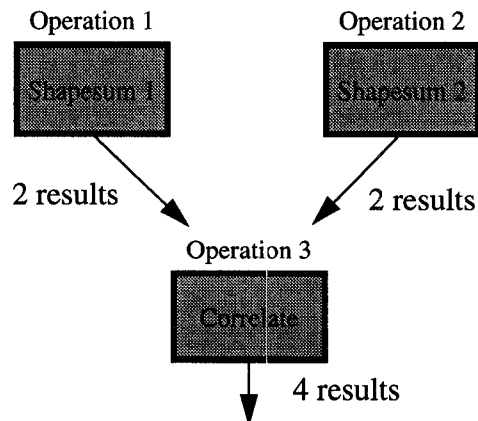 Operation 1
Operation 2
Shapesum 1
Shapesum 2
2 results
2 results
Operation 3
Correlate
4 results